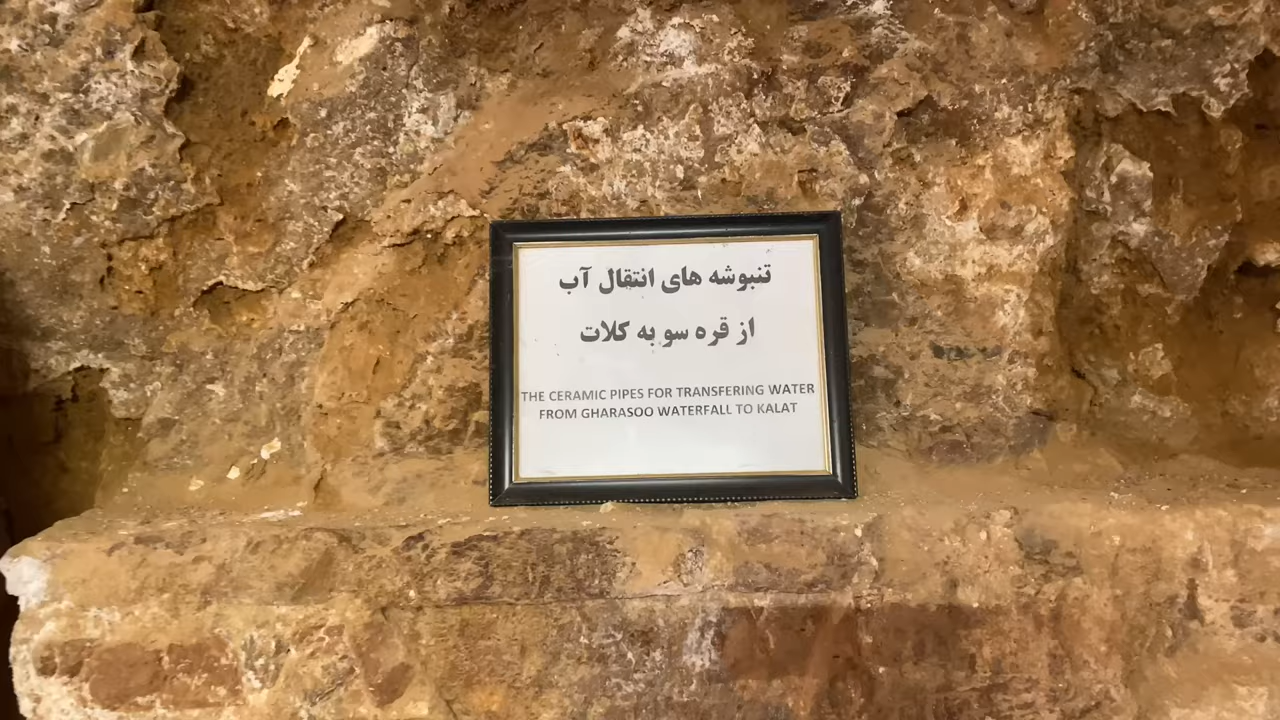 تنبوشه های انتقال آب
از قره سو به کلات
THE CERAMIC PIPES FOR TRANSFERING WATER
FROM GHARASOO WATERFALL TO KALAT